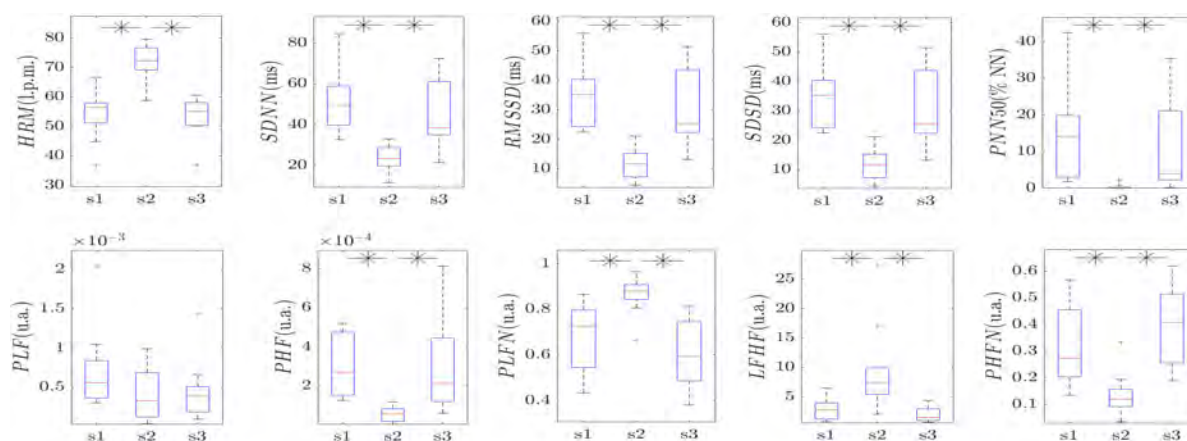 HRM(l.p.m.)
80
70
60
50
40
30
s1 s2 s3
SDNN(ms)
80
60
40
20
s1 s2 s3
RMSSD(ms)
60
50
40
30
20
10
s1 s2 s3
SDSD(ms)
60
50
40
30
20
10
s1 s2 s3
PNN50(% NN)
40
30
20
10
0
s1 s2 s3
×10⁻³
PLF(u.a.)
2
1.5
1
0.5
s1 s2 s3
×10⁻⁴
PHF(u.a.)
8
6
4
2
s1 s2 s3
PLFN(u.a.)
1
0.8
0.6
0.4
s1 s2 s3
LFHF(u.a.)
25
20
15
10
5
s1 s2 s3
PHFN(u.a.)
0.6
0.5
0.4
0.3
0.2
0.1
s1 s2 s3